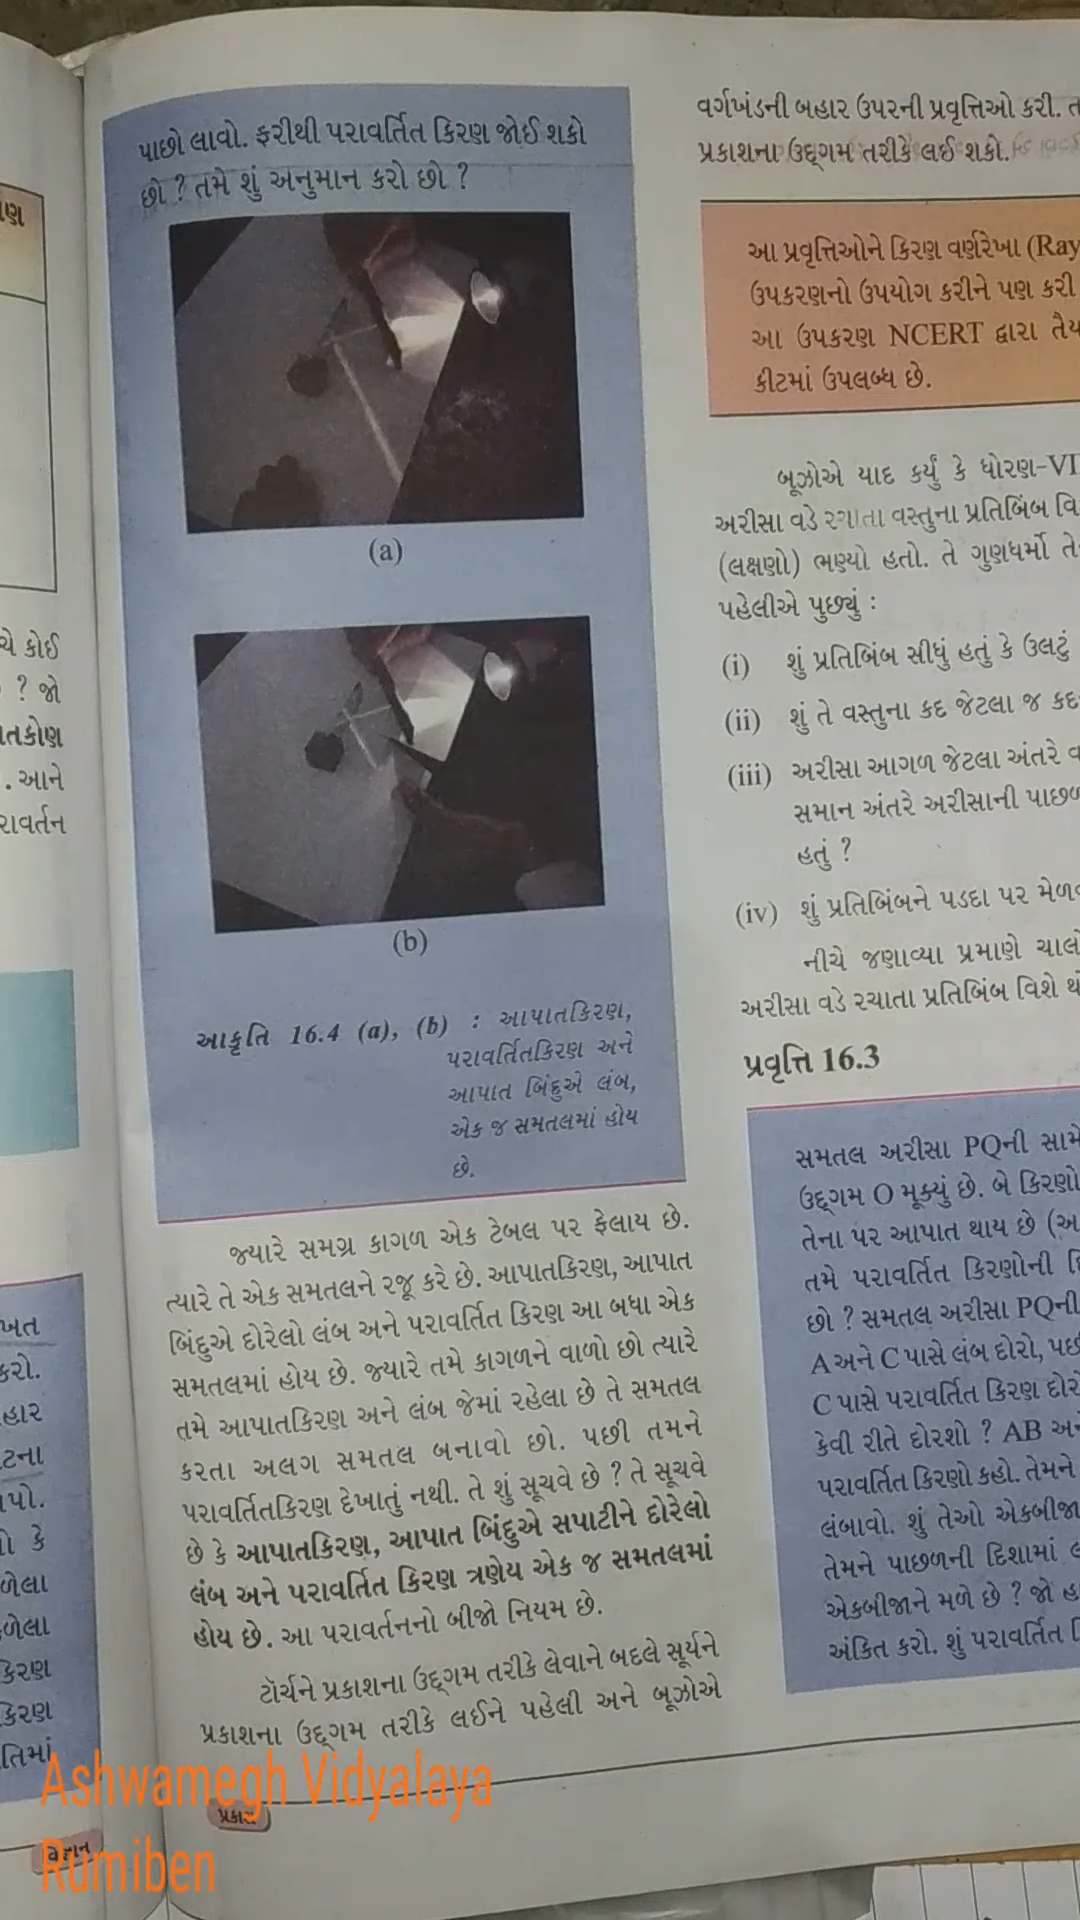 પાછો લાવો. ફરીથી પરાવર્તિત કિરણ જોઈ શકો
છો ? તમે શું અનુમાન કરો છો ?
(a)
(b)
આકૃતિ 16.4 (a), (b) : આપાતકિરણ,
પરાવર્તિતકિરણ અને
આપાત બિંદુએ લંબ,
એક જ સમતલમાં હોય
છે.
જ્યારે સમગ્ર કાગળ એક ટેબલ પર ફેલાય છે.
ત્યારે તે એક સમતલને રજૂ કરે છે. આપાતકિરણ, આપાત
બિંદુએ દોરેલો લંબ અને પરાવર્તિત કિરણ આ બધા એક
સમતલમાં હોય છે. જ્યારે તમે કાગળને વાળો છો ત્યારે
તમે આપાતકિરણ અને લંબ જેમાં રહેલા છે તે સમતલ
કરતા અલગ સમતલ બનાવો છો. પછી તમને
પરાવર્તિતકિરણ દેખાતું નથી. તે શું સૂચવે છે ? તે સૂચવે
છે કે આપાતકિરણ, આપાત બિંદુએ સપાટીને દોરેલો
લંબ અને પરાવર્તિત કિરણ ત્રણેય એક જ સમતલમાં
હોય છે. આ પરાવર્તનનો બીજો નિયમ છે.
ટૉર્ચને પ્રકાશના ઉદ્દ્ગમ તરીકે લેવાને બદલે સૂર્યને
પ્રકાશના ઉદ્દ્ગમ તરીકે લઈને પહેલી અને બૂઝોએ
વર્ગખંડની બહાર ઉપરની પ્રવૃત્તિઓ કરી.
પ્રકાશના ઉદ્દ્ગમ તરીકે લઈ શકો.
આ પ્રવૃત્તિઓને કિરણ વર્ણરેખા (Ray
ઉપકરણનો ઉપયોગ કરીને પણ કરી
આ ઉપકરણ NCERT દ્વારા
કીટમાં ઉપલબ્ધ છે.
બૂઝોએ યાદ કર્યું કે ધોરણ-VI
અરીસા વડે રચાતા વસ્તુના પ્રતિબિંબ
(લક્ષણો) ભણ્યો હતો. તે ગુણધર્મો
પહેલીએ પુછ્યું :
(i) શું પ્રતિબિંબ સીધું હતું કે ઉલટું
(ii) શું તે વસ્તુના કદ જેટલા જ કદ
(iii) અરીસા આગળ જેટલા અંતરે
સમાન અંતરે અરીસાની પાછળ
હતું ?
(iv) શું પ્રતિબિંબને પડદા પર
નીચે જણાવ્યા પ્રમાણે ચાલો
અરીસા વડે રચાતા પ્રતિબિંબ વિશે
પ્રવૃત્તિ 16.3
સમતલ અરીસા PQની સામે
ઉદ્દ્ગમ O મૂક્યું છે. બે કિરણો
તેના પર આપાત થાય છે
તમે પરાવર્તિત કિરણોની
છો ? સમતલ અરીસા PQની
A અને C પાસે લંબ દોરો,
C પાસે પરાવર્તિત કિરણ દોરો
કેવી રીતે દોરશો ? AB
પરાવર્તિત કિરણો કહો. તેમને
લંબાવો. શું તેઓ એકબીજા
તેમને પાછળની દિશામાં
એકબીજાને મળે છે ? જો
અંકિત કરો. શું પરાવર્તિત
પ્રકાશ
વિજ્ઞાન
Ashwamegh Vidyalaya
Rumiben